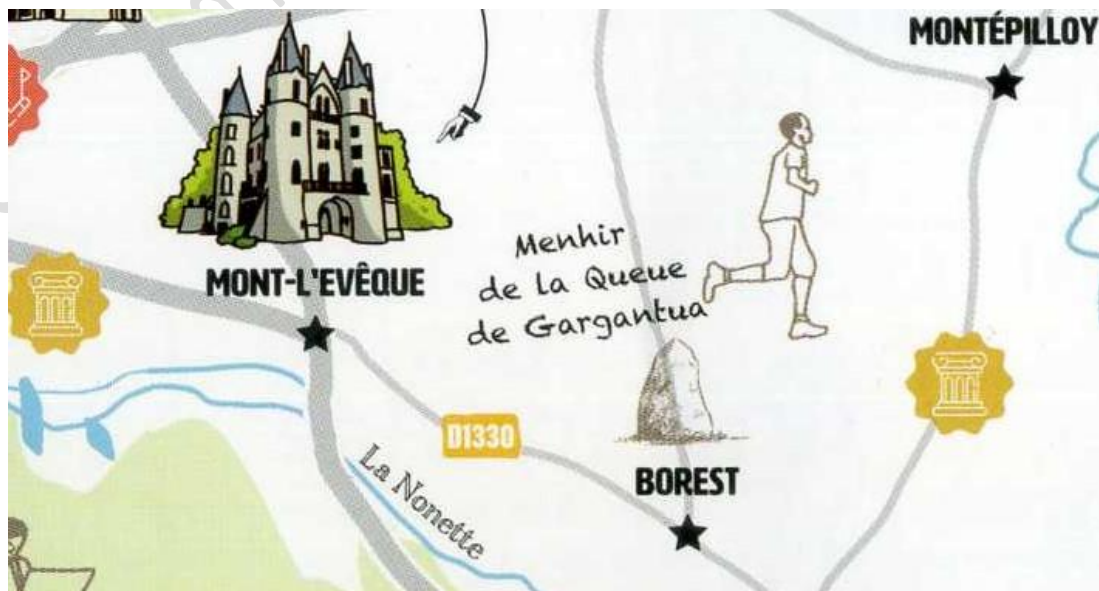 MONTÉPILLOY
Menhir
de la Queue
de Gargantua
MONT-L'EVÊQUE
D1330
La Nonette
BOREST